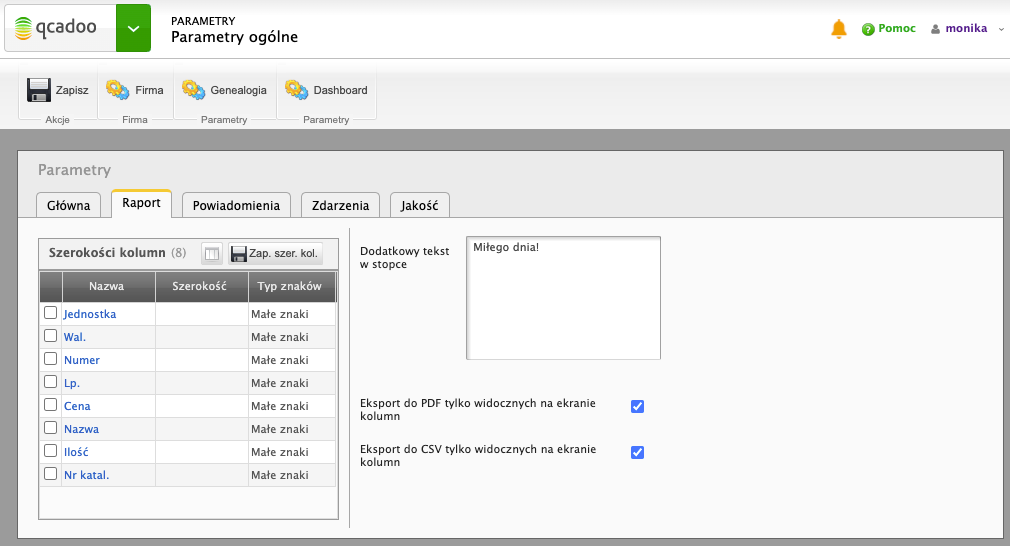 qcadoo
PARAMETRY
Parametry ogólne
Pomoc
monika
Zapisz
Firma
Genealogia
Dashboard
Akcje
Firma
Parametry
Parametry
Parametry
Główna
Raport
Powiadomienia
Zdarzenia
Jakość
Szerokości kolumn (8)
Zap. szer. kol.
Nazwa Szerokość Typ znaków
Jednostka Małe znaki
Wal. Małe znaki
Numer Małe znaki
Lp. Małe znaki
Cena Małe znaki
Nazwa Małe znaki
Ilość Małe znaki
Nr katal. Małe znaki
Dodatkowy tekst
w stopce
Miłego dnia!
Eksport do PDF tylko widocznych na ekranie
kolumn
Eksport do CSV tylko widocznych na ekranie
kolumn